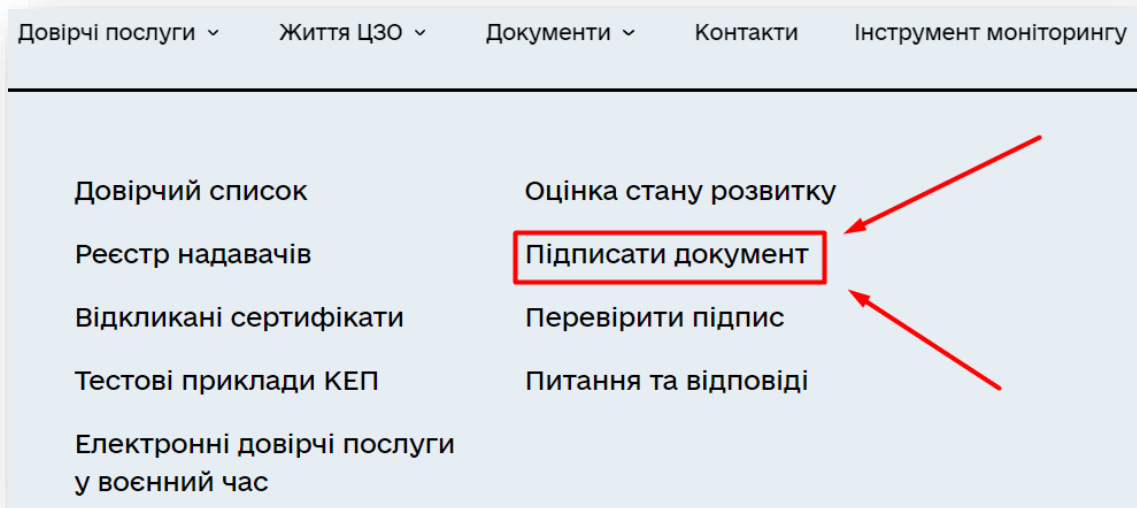 Довірчі послуги Життя ЦЗО Документи Контакти Інструмент моніторингу
Довірчий список
Реєстр надавачів
Відкликані сертифікати
Тестові приклади КЕП
Електронні довірчі послуги
у воєнний час
Оцінка стану розвитку
Підписати документ
Перевірити підпис
Питання та відповіді